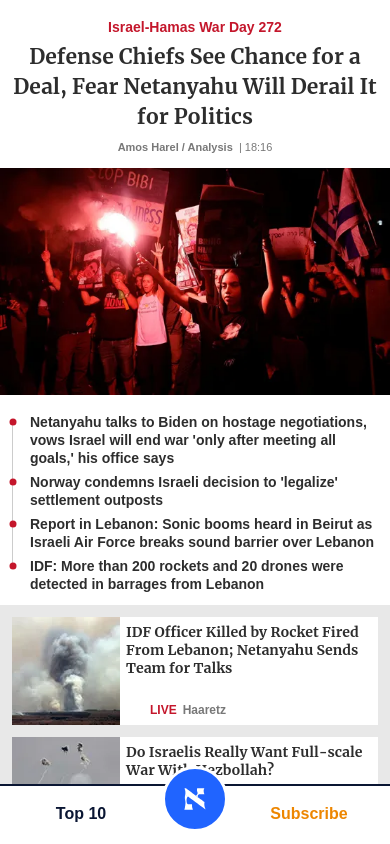 Israel-Hamas War Day 272
Defense Chiefs See Chance for a
Deal, Fear Netanyahu Will Derail It
for Politics
Amos Harel / Analysis | 18:16
STOP BIBI
Netanyahu talks to Biden on hostage negotiations,
vows Israel will end war 'only after meeting all
goals,' his office says
Norway condemns Israeli decision to 'legalize'
settlement outposts
Report in Lebanon: Sonic booms heard in Beirut as
Israeli Air Force breaks sound barrier over Lebanon
IDF: More than 200 rockets and 20 drones were
detected in barrages from Lebanon
IDF Officer Killed by Rocket Fired
From Lebanon; Netanyahu Sends
Team for Talks
LIVE Haaretz
Do Israelis Really Want Full-scale
War With Hezbollah?
Top 10
Subscribe